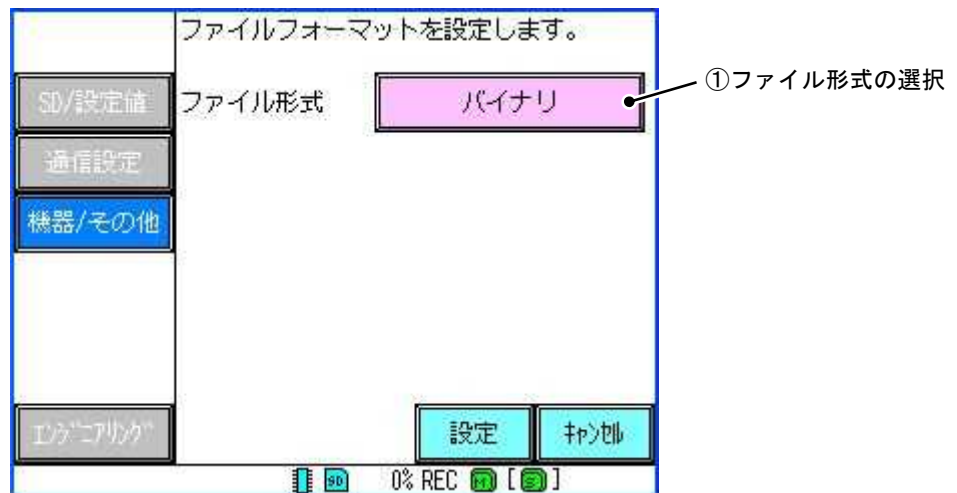 ファイルフォーマットを設定します。
SD/設定値
ファイル形式
バイナリ
①ファイル形式の選択
通信設定
機器/その他
ｴﾝｼﾞﾆｱﾘﾝｸﾞ
設定
ｷｬﾝｾﾙ
SD 0% REC M [S]